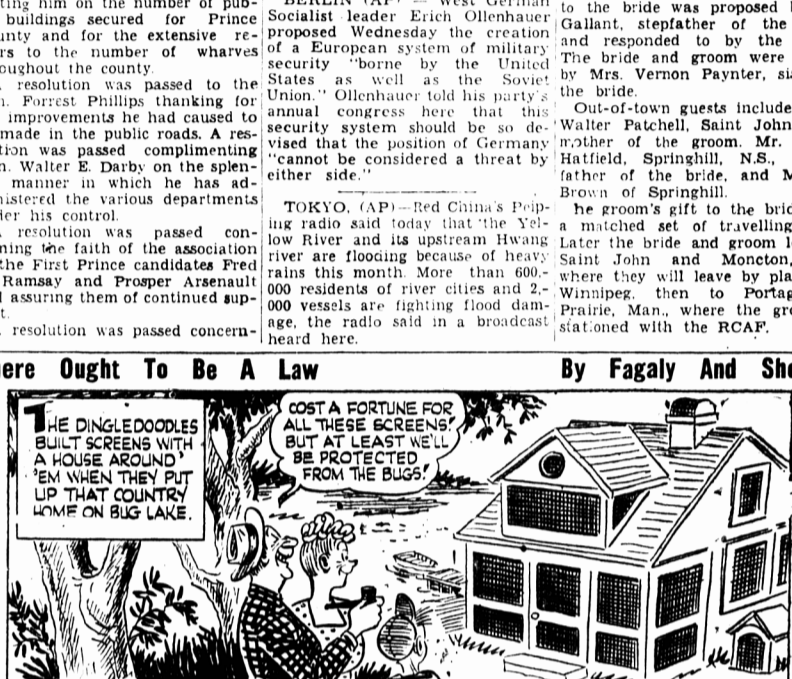 ting him on the number of pub-
buildings secured for Prince
unty and for the extensive re-
rs to the number of wharves
oughout the county.
resolution was passed to the
n. Forrest Phillips thanking for
improvements he had caused to
made in the public roads. A res-
tion was passed complimenting
n. Walter E. Darby on the splen-
manner in which he has ad-
nistered the various departments
er his control.
resolution was passed con-
ning the faith of the association
the First Prince candidates Fred
Ramsay and Prosper Arsenault
assuring them of continued sup-
t.
resolution was passed concern-
BERLIN (AP) — West German
Socialist leader Erich Ollenhauer
proposed Wednesday the creation
of a European system of military
security "borne by the United
States as well as the Soviet
Union." Ollenhauer told his party's
annual congress here that this
security system should be so de-
vised that the position of Germany
"cannot be considered a threat by
either side."
TOKYO, (AP)—Red China's Peip-
ing radio said today that the Yel-
low River and its upstream Hwang
river are flooding because of heavy
rains this month. More than 600,-
000 residents of river cities and 2,-
000 vessels are fighting flood dam-
age, the radio said in a broadcast
heard here.
to the bride was proposed
Gallant, stepfather of the
and responded to by the
The bride and groom were
by Mrs. Vernon Paynter, si
the bride.
Out-of-town guests include
Walter Patchell, Saint John
mother of the groom. Mr.
Hatfield, Springhill, N.S.,
father of the bride, and M
Brown of Springhill.
he groom's gift to the brid
a matched set of travelling
Later the bride and groom l
Saint John and Moncton,
where they will leave by pla
Winnipeg, then to Portag
Prairie, Man., where the gro
stationed with the RCAF.
ere Ought To Be A Law By Fagaly And Sho
THE DINGLEDOODLES
BUILT SCREENS WITH
A HOUSE AROUND
'EM WHEN THEY PUT
UP THAT COUNTRY
HOME ON BUG LAKE.
COST A FORTUNE FOR
ALL THESE SCREENS!
BUT AT LEAST WE'LL
BE PROTECTED
FROM THE BUGS!